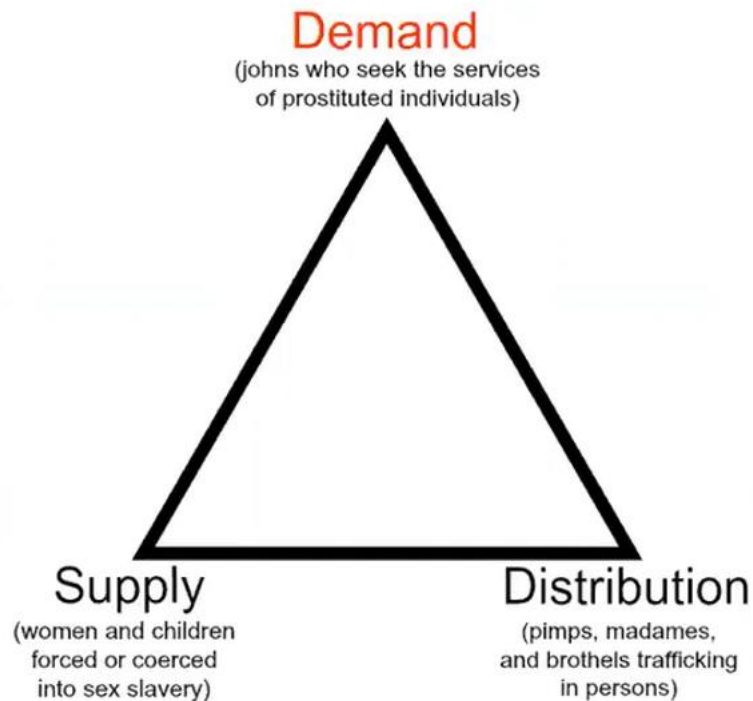 Demand
(johns who seek the services
of prostituted individuals)
Supply
(women and children
forced or coerced
into sex slavery)
Distribution
(pimps, madames,
and brothels trafficking
in persons)